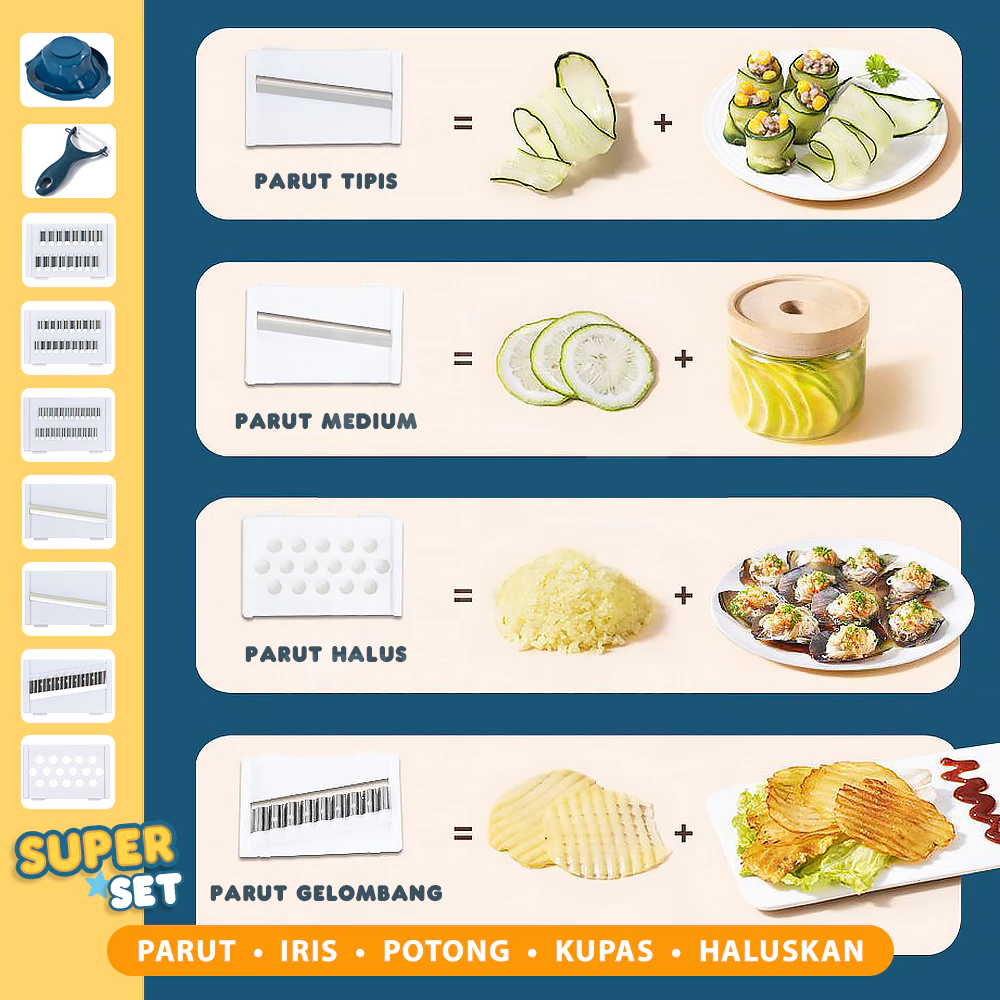 PARUT TIPIS
PARUT MEDIUM
PARUT HALUS
PARUT GELOMBANG
SUPER
SET
PARUT • IRIS • POTONG • KUPAS • HALUSKAN